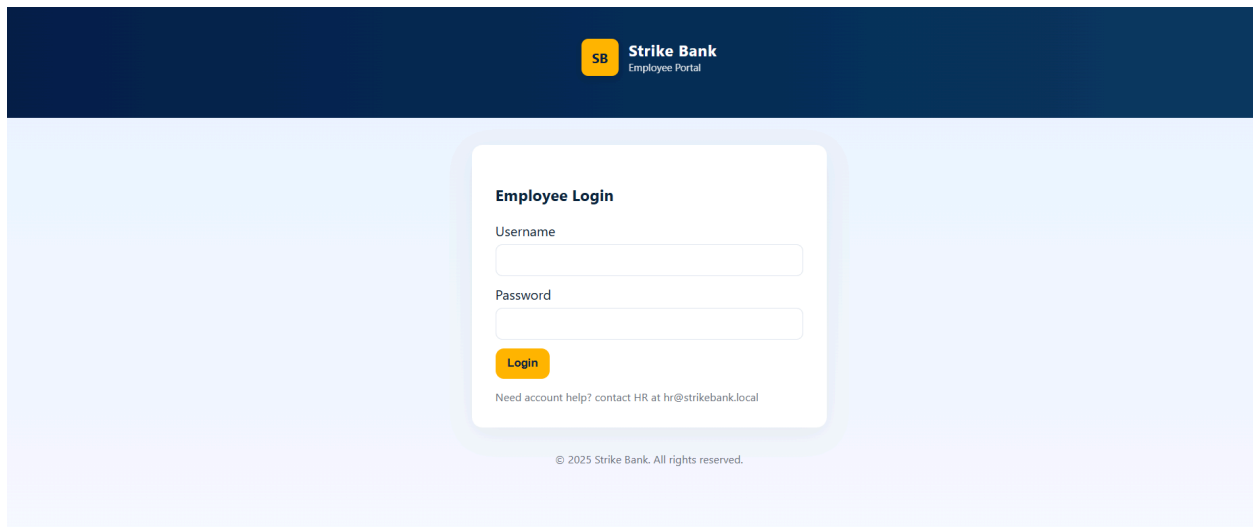 SB
Strike Bank
Employee Portal
Employee Login
Username
Password
Login
Need account help? contact HR at hr@strikebank.local
© 2025 Strike Bank. All rights reserved.